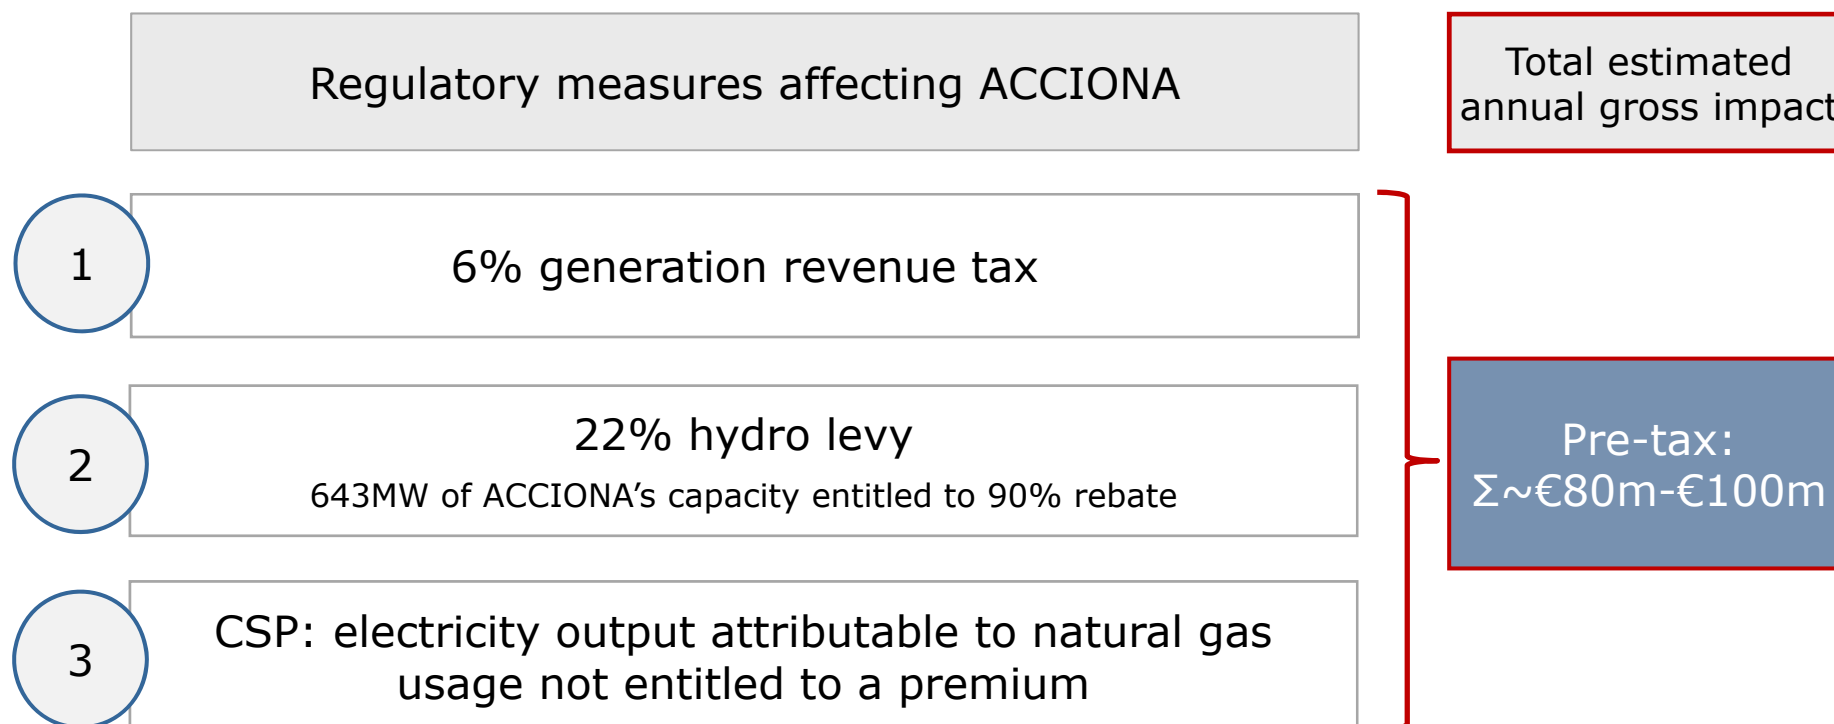 Regulatory measures affecting ACCIONA
Total estimated
annual gross impact
1
6% generation revenue tax
2
22% hydro levy
643MW of ACCIONA’s capacity entitled to 90% rebate
Pre-tax:
Σ~€80m-€100m
3
CSP: electricity output attributable to natural gas
usage not entitled to a premium